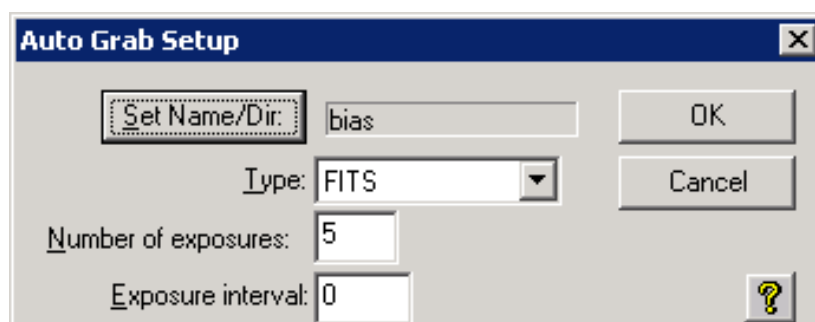 Auto Grab Setup
Set Name/Dir: bias OK
Type: FITS Cancel
Number of exposures: 5
Exposure interval: 0 ?